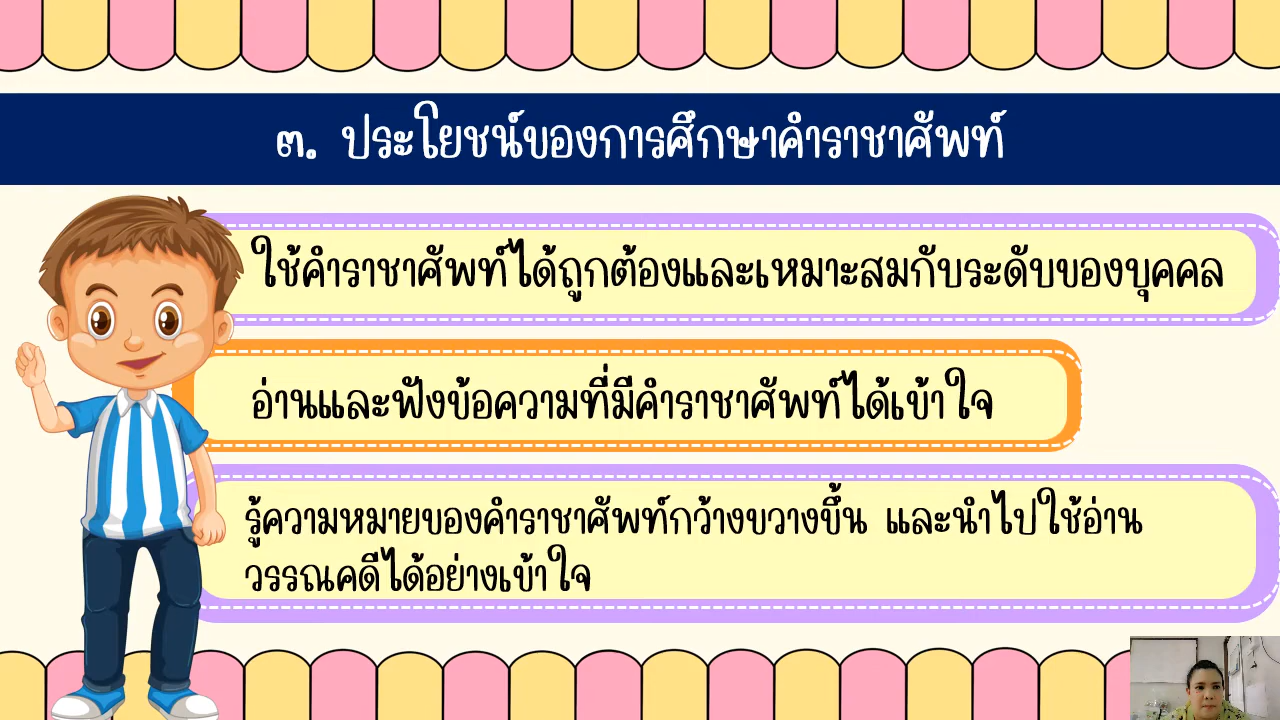 ๓. ประโยชน์ของการศึกษาคำราชาศัพท์
ใช้คำราชาศัพท์ได้ถูกต้องและเหมาะสมกับระดับของบุคคล
อ่านและฟังข้อความที่มีคำราชาศัพท์ได้เข้าใจ
รู้ความหมายของคำราชาศัพท์กว้างขวางขึ้น และนำไปใช้อ่าน
วรรณคดีได้อย่างเข้าใจ